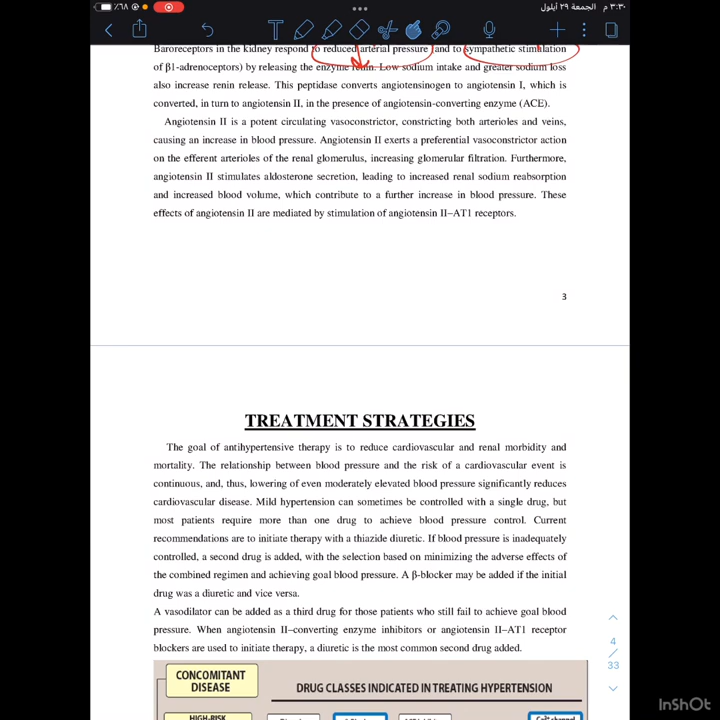 ٣:٣٠ م الجمعة ٢٩ أيلول
٪٦٨
Baroreceptors in the kidney respond to reduced arterial pressure (and to sympathetic stimulation
of β1-adrenoceptors) by releasing the enzyme renin. Low sodium intake and greater sodium loss
also increase renin release. This peptidase converts angiotensinogen to angiotensin I, which is
converted, in turn to angiotensin II, in the presence of angiotensin-converting enzyme (ACE).
Angiotensin II is a potent circulating vasoconstrictor, constricting both arterioles and veins,
causing an increase in blood pressure. Angiotensin II exerts a preferential vasoconstrictor action
on the efferent arterioles of the renal glomerulus, increasing glomerular filtration. Furthermore,
angiotensin II stimulates aldosterone secretion, leading to increased renal sodium reabsorption
and increased blood volume, which contribute to a further increase in blood pressure. These
effects of angiotensin II are mediated by stimulation of angiotensin II–AT1 receptors.
3
TREATMENT STRATEGIES
The goal of antihypertensive therapy is to reduce cardiovascular and renal morbidity and
mortality. The relationship between blood pressure and the risk of a cardiovascular event is
continuous, and, thus, lowering of even moderately elevated blood pressure significantly reduces
cardiovascular disease. Mild hypertension can sometimes be controlled with a single drug, but
most patients require more than one drug to achieve blood pressure control. Current
recommendations are to initiate therapy with a thiazide diuretic. If blood pressure is inadequately
controlled, a second drug is added, with the selection based on minimizing the adverse effects of
the combined regimen and achieving goal blood pressure. A β-blocker may be added if the initial
drug was a diuretic and vice versa.
A vasodilator can be added as a third drug for those patients who still fail to achieve goal blood
pressure. When angiotensin II–converting enzyme inhibitors or angiotensin II–AT1 receptor
blockers are used to initiate therapy, a diuretic is the most common second drug added.
4
/
33
CONCOMITANT
DISEASE
DRUG CLASSES INDICATED IN TREATING HYPERTENSION
HIGH-RISK
InShOt